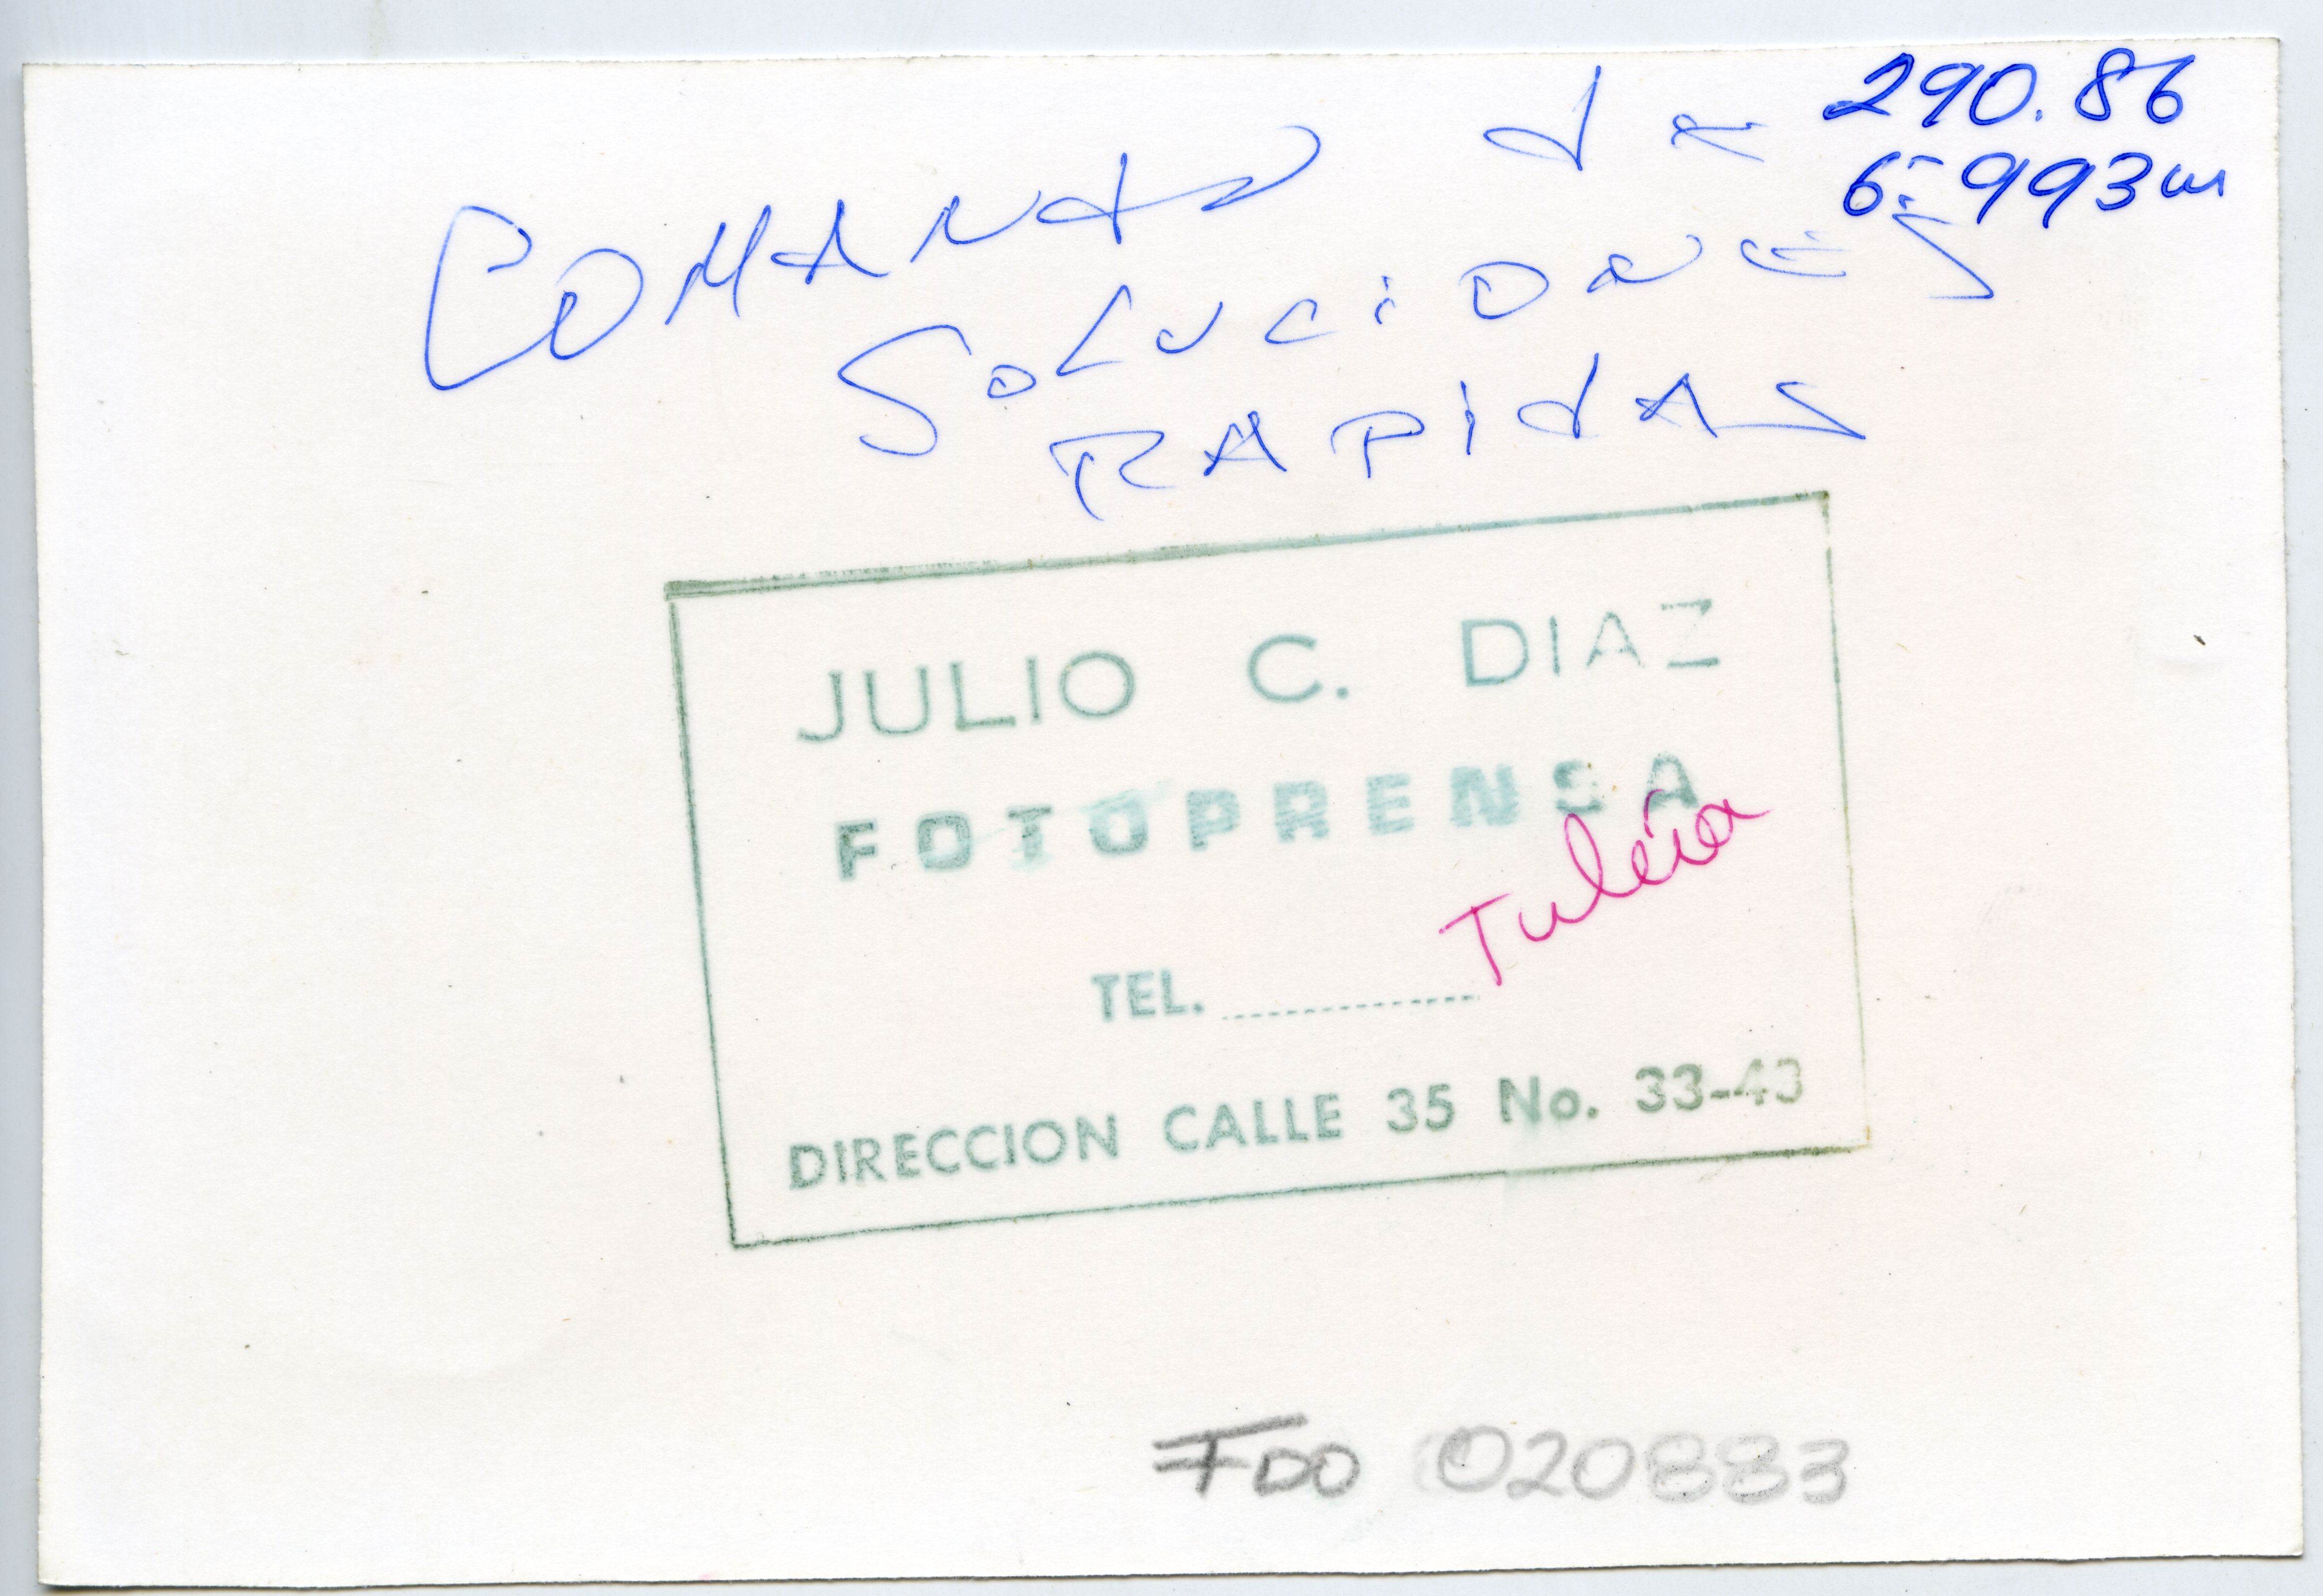 290.86
6-993m
COMANdO de
SOLUCIONES
RAPIdAS
JULIO C. DIAZ
FOTOPRENSA
Tulua
TEL. ............
DIRECCION CALLE 35 No. 33-43
FDO 020883